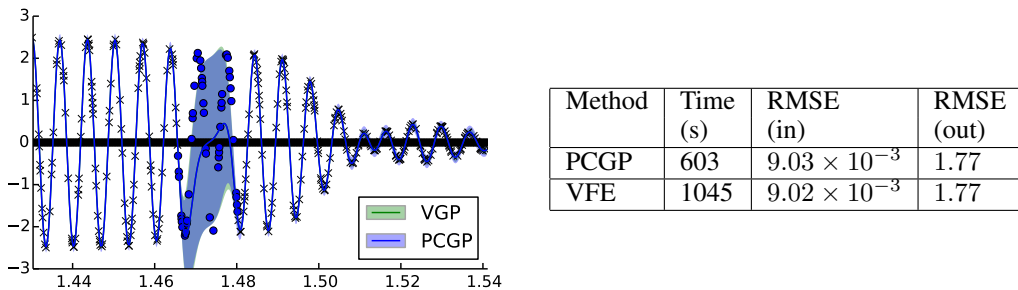 3
2
1
0
−1
−2
−3
1.44 1.46 1.48 1.50 1.52 1.54
VGP
PCGP
Method Time (s) RMSE (in) RMSE (out)
PCGP 603 9.03 × 10⁻³ 1.77
VFE 1045 9.02 × 10⁻³ 1.77